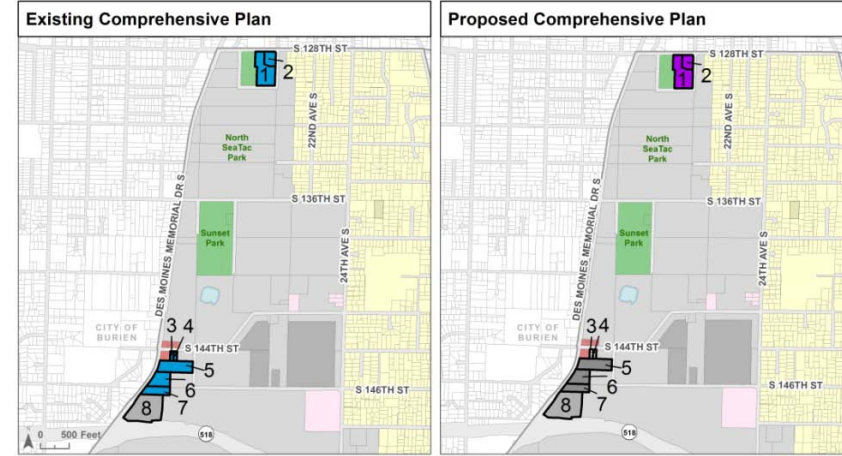 Existing Comprehensive Plan
S 128TH ST
1
2
22ND AVE S
North
SeaTac
Park
DES MOINES MEMORIAL DR S
S 136TH ST
Sunset
Park
24TH AVE S
CITY OF
BURIEN
3
4
S 144TH ST
5
6
S 146TH ST
7
8
518
A
0 500 Feet
Proposed Comprehensive Plan
S 128TH ST
1
2
22ND AVE S
North
SeaTac
Park
DES MOINES MEMORIAL DR S
S 136TH ST
Sunset
Park
24TH AVE S
CITY OF
BURIEN
3
4
S 144TH ST
5
6
S 146TH ST
7
8
518